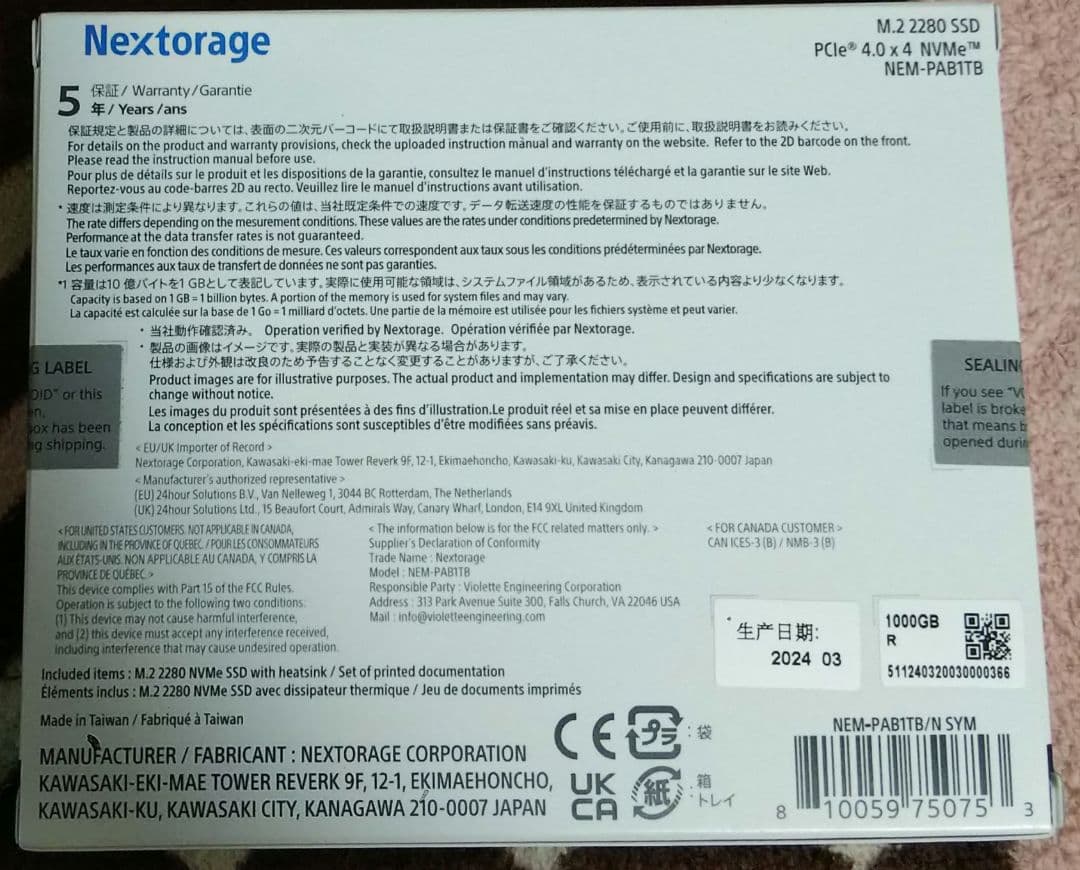 Nextorage
M.2 2280 SSD
PCIe® 4.0 x 4 NVMe™
NEM-PAB1TB
5 保証 / Warranty / Garantie
年 / Years / ans
保証規定と製品の詳細については、表面の二次元バーコードにて取扱説明書または保証書をご確認ください。ご使用前に、取扱説明書をお読みください。
For details on the product and warranty provisions, check the uploaded instruction manual and warranty on the website. Refer to the 2D barcode on the front.
Please read the instruction manual before use.
Pour plus de détails sur le produit et les dispositions de la garantie, consultez le manuel d'instructions téléchargé et la garantie sur le site Web.
Reportez-vous au code-barres 2D au recto. Veuillez lire le manuel d'instructions avant utilisation.
・速度は測定条件により異なります。これらの値は、当社既定条件での速度です。データ転送速度の性能を保証するものではありません。
The rate differs depending on the mesurement conditions. These values are the rates under conditions predetermined by Nextorage.
Performance at the data transfer rates is not guaranteed.
Le taux varie en fonction des conditions de mesure. Ces valeurs correspondent aux taux sous les conditions prédéterminées par Nextorage.
Les performances aux taux de transfert de données ne sont pas garanties.
*1 容量は10 億バイトを1 GBとして表記しています。実際に使用可能な領域は、システムファイル領域があるため、表示されている内容より少なくなります。
Capacity is based on 1 GB = 1 billion bytes. A portion of the memory is used for system files and may vary.
La capacité est calculée sur la base de 1 Go = 1 milliard d'octets. Une partie de la mémoire est utilisée pour les fichiers système et peut varier.
・当社動作確認済み。 Operation verified by Nextorage. Opération vérifiée par Nextorage.
・製品の画像はイメージです。実際の製品と実装が異なる場合があります。
仕様および外観は改良のため予告することなく変更することがありますが、ご了承ください。
Product images are for illustrative purposes. The actual product and implementation may differ. Design and specifications are subject to
change without notice.
Les images du produit sont présentées à des fins d'illustration.Le produit réel et sa mise en place peuvent différer.
La conception et les spécifications sont susceptibles d'être modifiées sans préavis.
G LABEL
OID" or this
en,
ox has been
g shipping.
SEALING
If you see "V
label is broke
that means b
opened durin
< EU/UK Importer of Record >
Nextorage Corporation, Kawasaki-eki-mae Tower Reverk 9F, 12-1, Ekimaehoncho, Kawasaki-ku, Kawasaki City, Kanagawa 210-0007 Japan
< Manufacturer's authorized representative >
(EU) 24hour Solutions B.V., Van Nelleweg 1, 3044 BC Rotterdam, The Netherlands
(UK) 24hour Solutions Ltd., 15 Beaufort Court, Admirals Way, Canary Wharf, London, E14 9XL United Kingdom
< FOR UNITED STATES CUSTOMERS. NOT APPLICABLE IN CANADA,
INCLUDING IN THE PROVINCE OF QUEBEC. / POUR LES CONSOMMATEURS
AUX ÉTATS-UNIS. NON APPLICABLE AU CANADA, Y COMPRIS LA
PROVINCE DE QUÉBEC. >
This device complies with Part 15 of the FCC Rules.
Operation is subject to the following two conditions:
(1) This device may not cause harmful interference,
and (2) this device must accept any interference received,
including interference that may cause undesired operation.
< The information below is for the FCC related matters only. >
Supplier's Declaration of Conformity
Trade Name : Nextorage
Model : NEM-PAB1TB
Responsible Party : Violette Engineering Corporation
Address : 313 Park Avenue Suite 300, Falls Church, VA 22046 USA
Mail : info@violetteengineering.com
< FOR CANADA CUSTOMER >
CAN ICES-3 (B) / NMB-3 (B)
生产日期:
2024 03
1000GB
R
511240320030000366
Included items : M.2 2280 NVMe SSD with heatsink / Set of printed documentation
Éléments inclus : M.2 2280 NVMe SSD avec dissipateur thermique / Jeu de documents imprimés
Made in Taiwan / Fabriqué à Taiwan
MANUFACTURER / FABRICANT : NEXTORAGE CORPORATION
KAWASAKI-EKI-MAE TOWER REVERK 9F, 12-1, EKIMAEHONCHO,
KAWASAKI-KU, KAWASAKI CITY, KANAGAWA 210-0007 JAPAN
CE
プラ : 袋
UK
CA
紙 : 箱
・トレイ
NEM-PAB1TB/N SYM
8 10059 75075 3